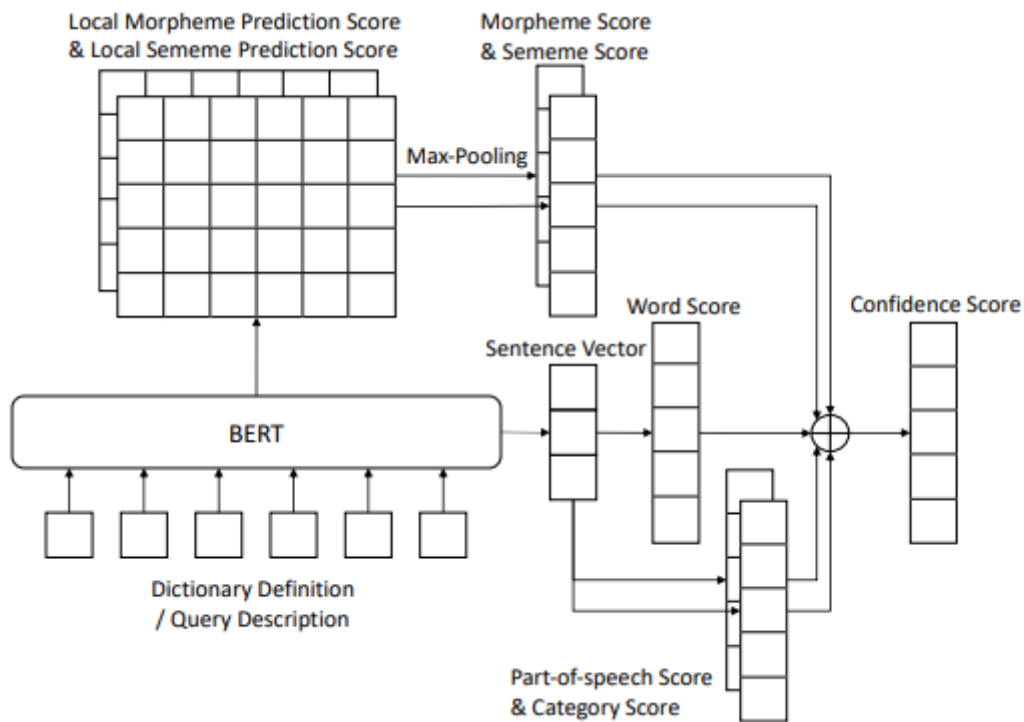 Local Morpheme Prediction Score
& Local Sememe Prediction Score
Morpheme Score
& Sememe Score
Max-Pooling
Word Score
Confidence Score
Sentence Vector
BERT
Dictionary Definition
/ Query Description
Part-of-speech Score
& Category Score